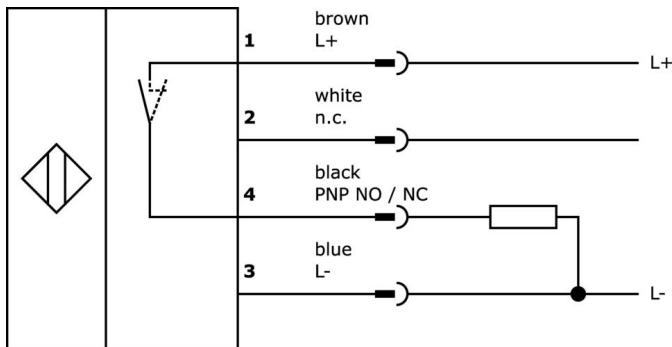 brown
1 L+ L+
white
2 n.c.
black
4 PNP NO / NC
blue
3 L- L-